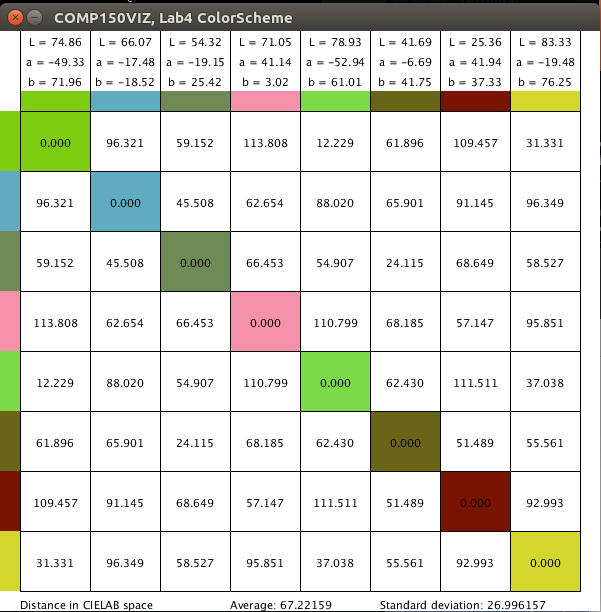 COMP150VIZ, Lab4 ColorScheme
L = 74.86 L = 66.07 L = 54.32 L = 71.05 L = 78.93 L = 41.69 L = 25.36 L = 83.33
a = -49.33 a = -17.48 a = -19.15 a = 41.14 a = -52.94 a = -6.69 a = 41.94 a = -19.48
b = 71.96 b = -18.52 b = 25.42 b = 3.02 b = 61.01 b = 41.75 b = 37.33 b = 76.25
0.000 96.321 59.152 113.808 12.229 61.896 109.457 31.331
96.321 0.000 45.508 62.654 88.020 65.901 91.145 96.349
59.152 45.508 0.000 66.453 54.907 24.115 68.649 58.527
113.808 62.654 66.453 0.000 110.799 68.185 57.147 95.851
12.229 88.020 54.907 110.799 0.000 62.430 111.511 37.038
61.896 65.901 24.115 68.185 62.430 0.000 51.489 55.561
109.457 91.145 68.649 57.147 111.511 51.489 0.000 92.993
31.331 96.349 58.527 95.851 37.038 55.561 92.993 0.000
Distance in CIELAB space Average: 67.22159 Standard deviation: 26.996157